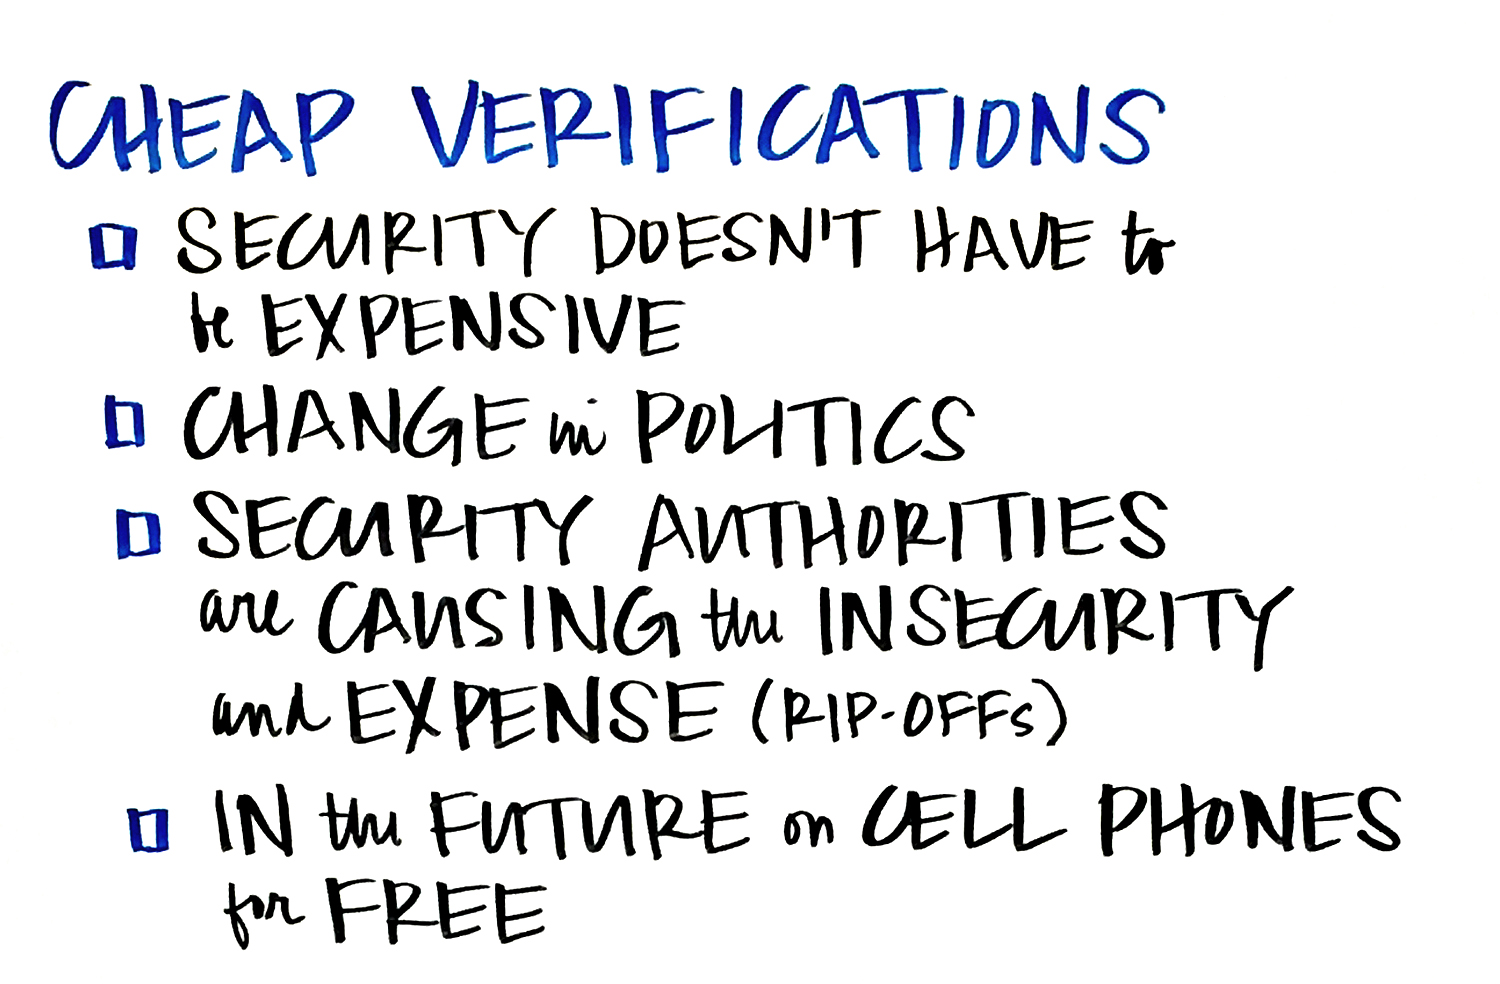 CHEAP VERIFICATIONS
SECURITY DOESN'T HAVE to
be EXPENSIVE
CHANGE in POLITICS
SECURITY AUTHORITIES
are CAUSING the INSECURITY
and EXPENSE (RIP-OFFs)
IN the FUTURE on CELL PHONES
for FREE